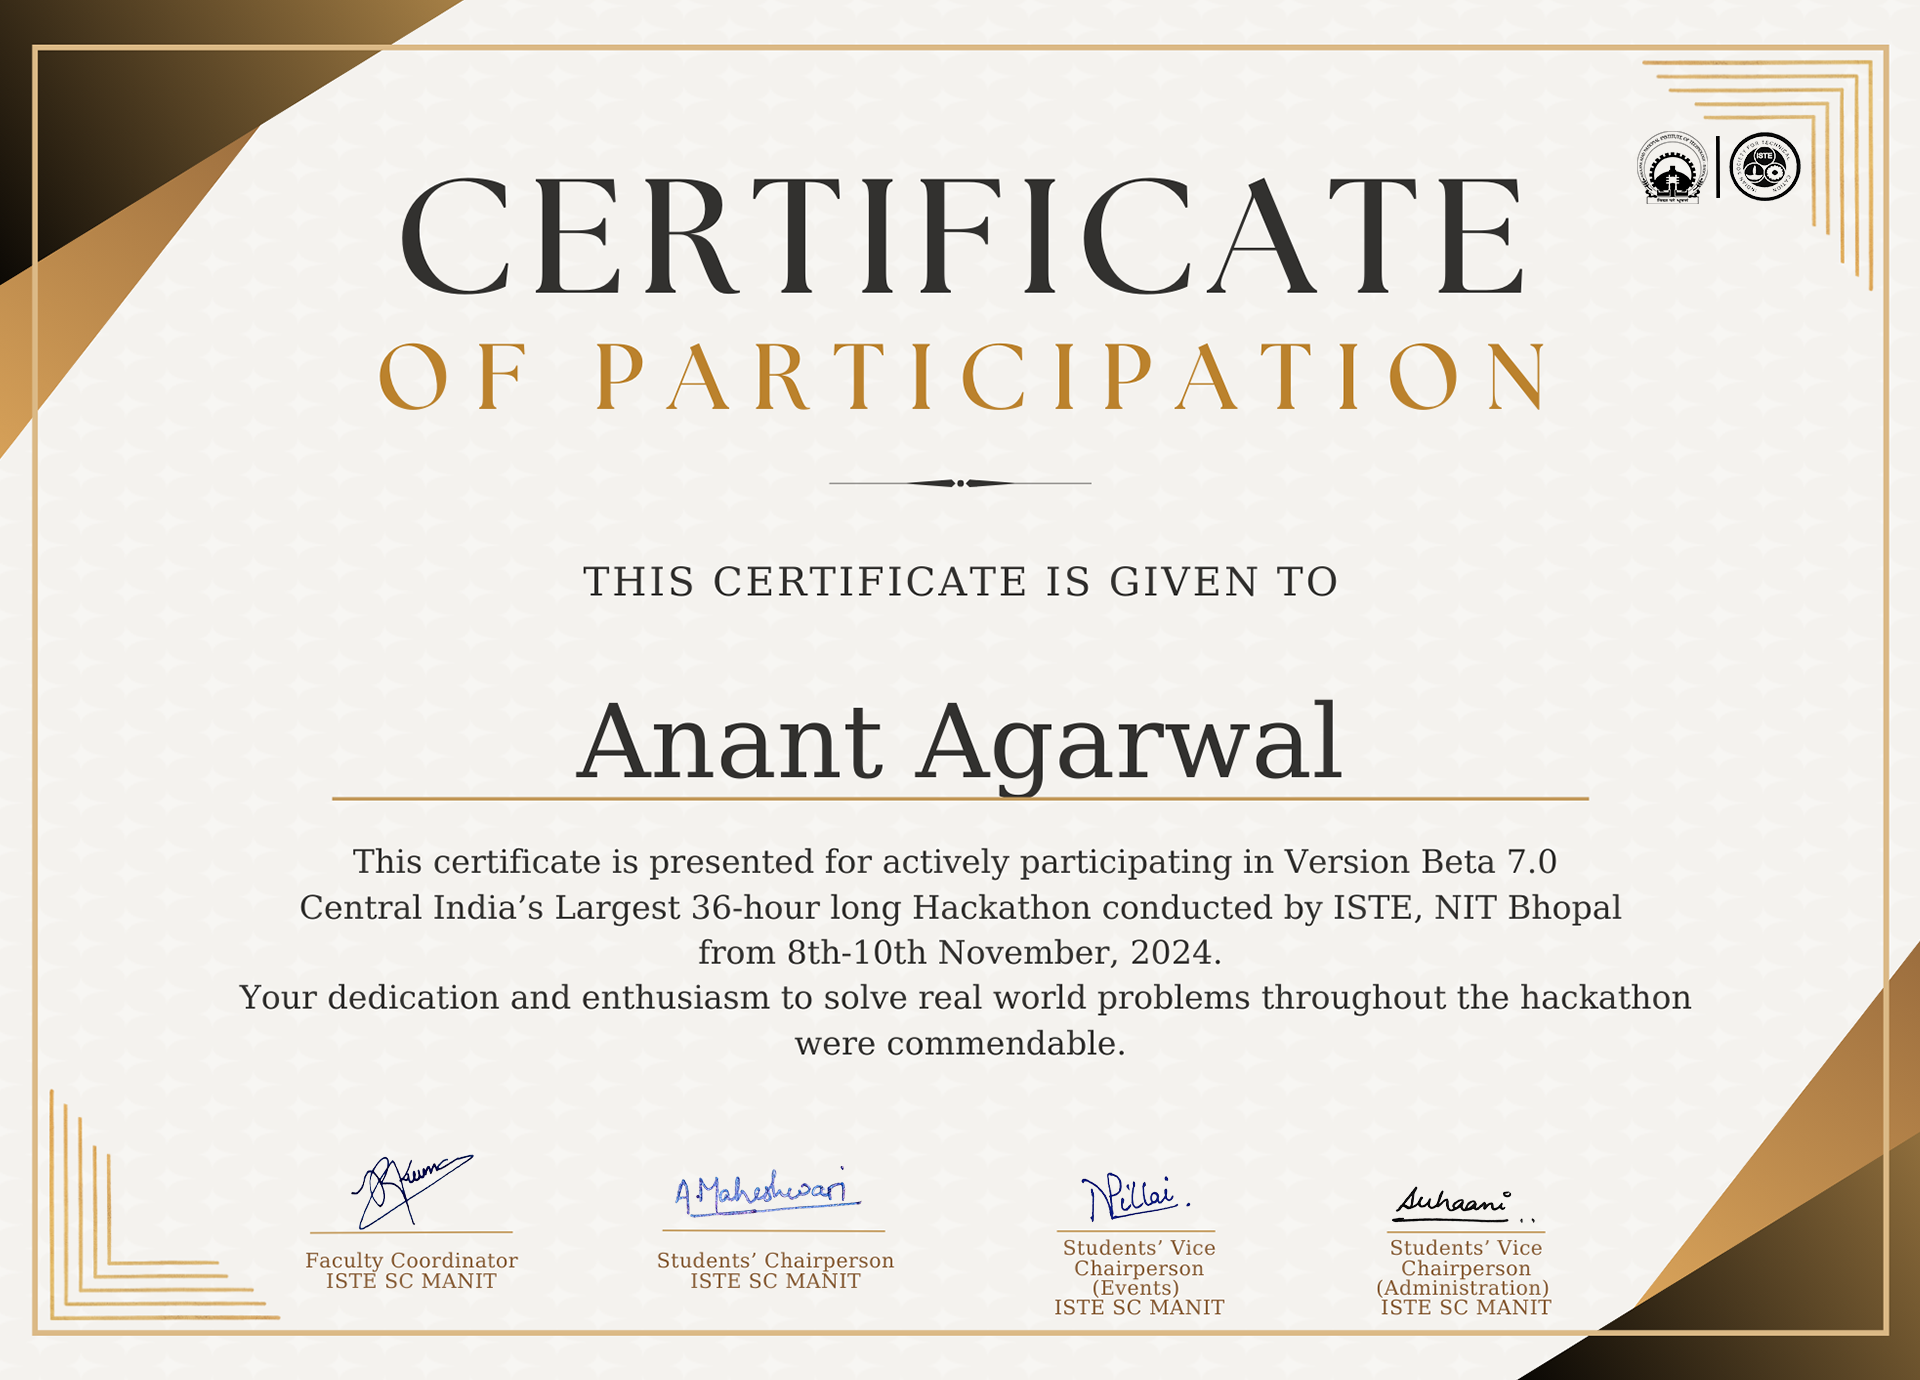 CERTIFICATE
OF PARTICIPATION
ISTE
THIS CERTIFICATE IS GIVEN TO
Anant Agarwal
This certificate is presented for actively participating in Version Beta 7.0
Central India’s Largest 36-hour long Hackathon conducted by ISTE, NIT Bhopal
from 8th-10th November, 2024.
Your dedication and enthusiasm to solve real world problems throughout the hackathon
were commendable.
A.Maheshwari
Pillai.
Suhaani..
Faculty Coordinator
ISTE SC MANIT
Students’ Chairperson
ISTE SC MANIT
Students’ Vice
Chairperson
(Events)
ISTE SC MANIT
Students’ Vice
Chairperson
(Administration)
ISTE SC MANIT